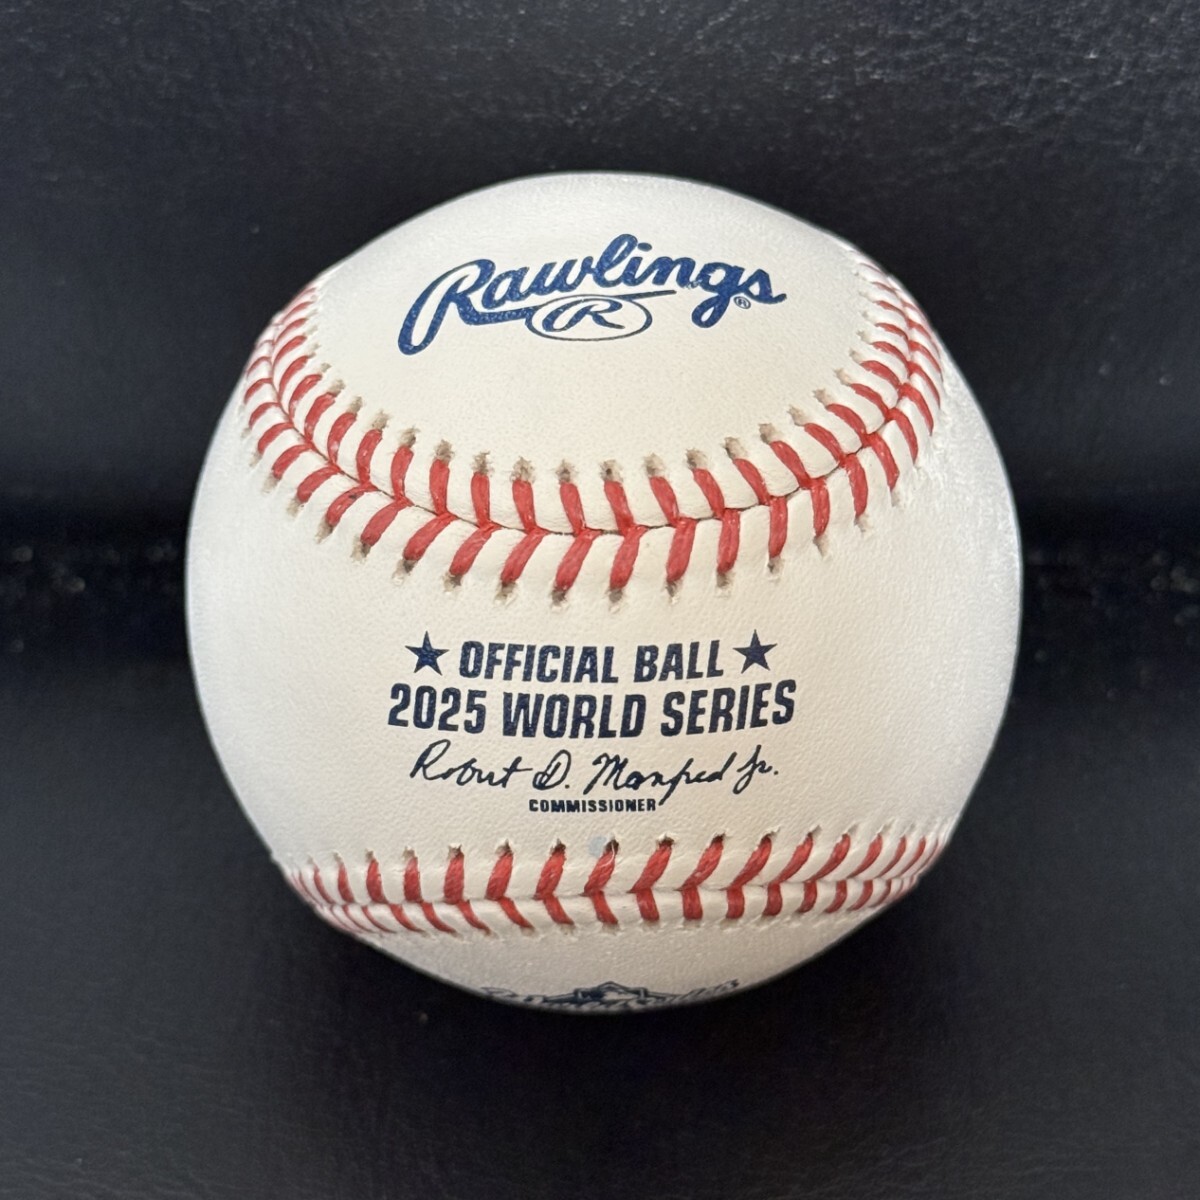 Rawlings®
R
OFFICIAL BALL
2025 WORLD SERIES
Robert D. Manfred Jr.
COMMISSIONER